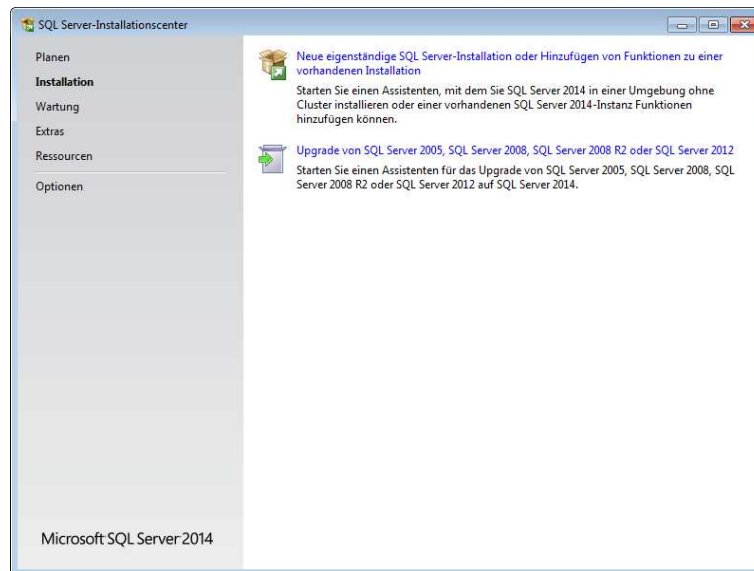 SQL Server-Installationscenter
Planen
Installation
Wartung
Extras
Ressourcen
Optionen
Neue eigenständige SQL Server-Installation oder Hinzufügen von Funktionen zu einer
vorhandenen Installation
Starten Sie einen Assistenten, mit dem Sie SQL Server 2014 in einer Umgebung ohne
Cluster installieren oder einer vorhandenen SQL Server 2014-Instanz Funktionen
hinzufügen können.
Upgrade von SQL Server 2005, SQL Server 2008, SQL Server 2008 R2 oder SQL Server 2012
Starten Sie einen Assistenten für das Upgrade von SQL Server 2005, SQL Server 2008, SQL
Server 2008 R2 oder SQL Server 2012 auf SQL Server 2014.
Microsoft SQL Server 2014